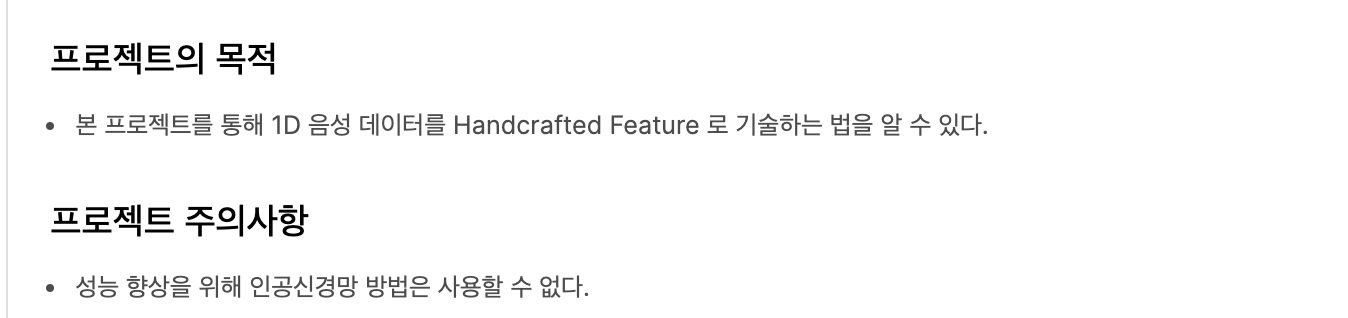 프로젝트의 목적
• 본 프로젝트를 통해 1D 음성 데이터를 Handcrafted Feature 로 기술하는 법을 알 수 있다.
프로젝트 주의사항
• 성능 향상을 위해 인공신경망 방법은 사용할 수 없다.